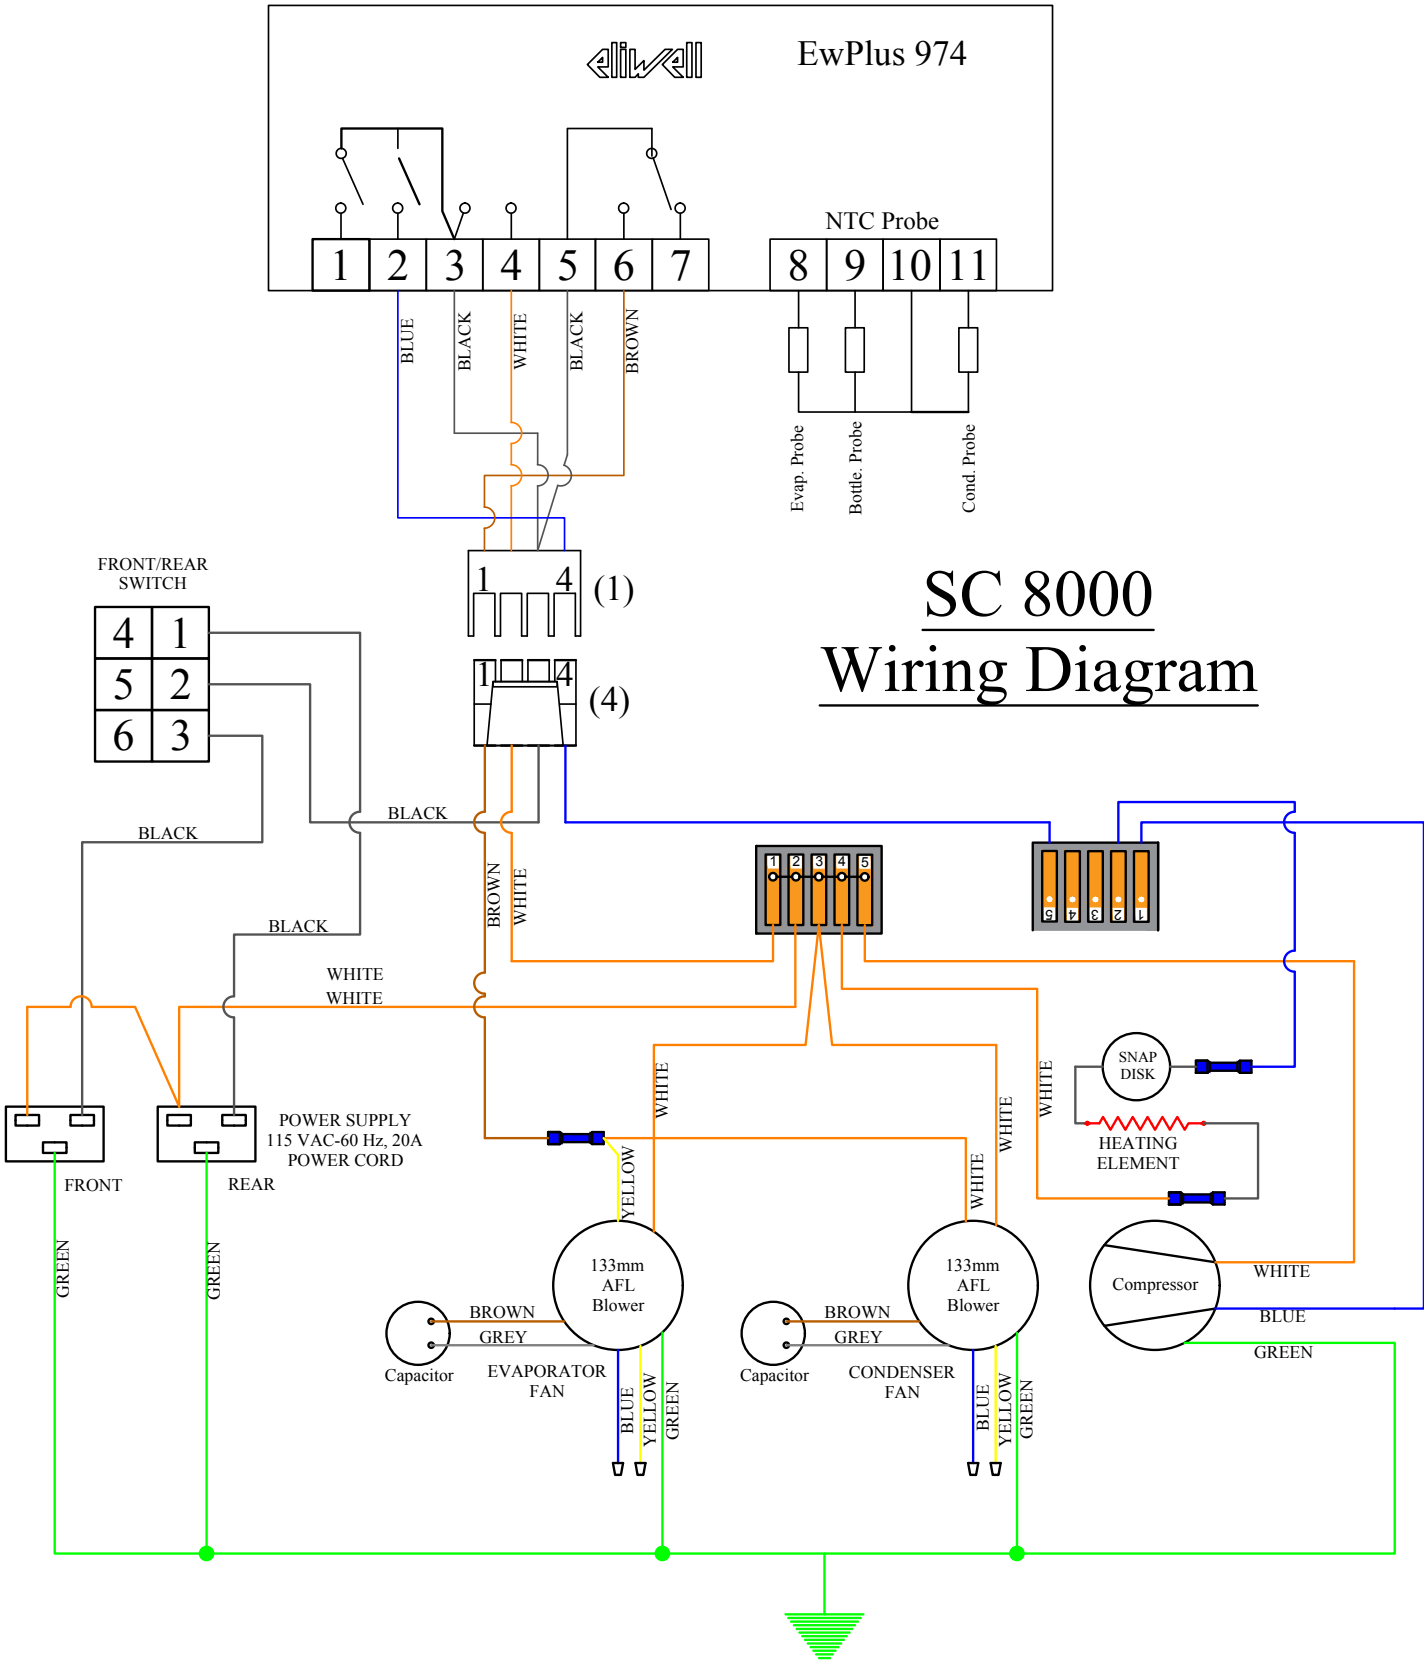 eliwell
EwPlus 974
NTC Probe
1 2 3 4 5 6 7
8 9 10 11
BLUE
BLACK
WHITE
BLACK
BROWN
Evap. Probe
Bottle. Probe
Cond. Probe
FRONT/REAR
SWITCH
4 1
5 2
6 3
1 4
(1)
1 4
(4)
SC 8000
Wiring Diagram
BLACK
BLACK
BLACK
BROWN
WHITE
1 2 3 4 5
5 4 3 2 1
WHITE
WHITE
SNAP
DISK
HEATING
ELEMENT
WHITE
WHITE
WHITE
WHITE
YELLOW
POWER SUPPLY
115 VAC-60 Hz, 20A
POWER CORD
FRONT
REAR
GREEN
GREEN
133mm
AFL
Blower
133mm
AFL
Blower
Compressor
WHITE
BLUE
GREEN
BROWN
GREY
Capacitor
EVAPORATOR
FAN
BROWN
GREY
Capacitor
CONDENSER
FAN
BLUE
YELLOW
GREEN
BLUE
YELLOW
GREEN